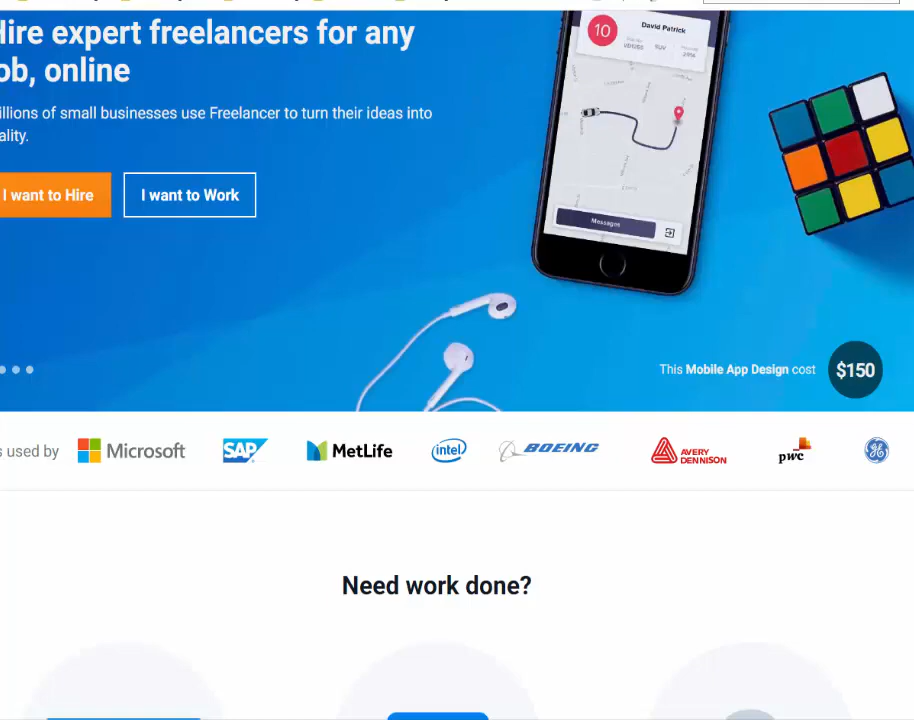 Hire expert freelancers for any
ob, online
illions of small businesses use Freelancer to turn their ideas into
ality.
I want to Hire
I want to Work
10
David Patrick
Messages
This Mobile App Design cost
$150
s used by
Microsoft
SAP
MetLife
intel
BOEING
AVERY
DENNISON
pwc
GE
Need work done?